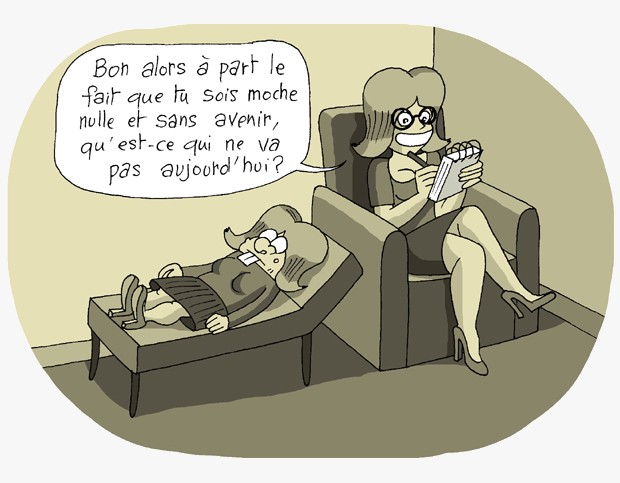 Bon alors à part le
fait que tu sois moche
nulle et sans avenir,
qu'est-ce qui ne va
pas aujourd'hui?